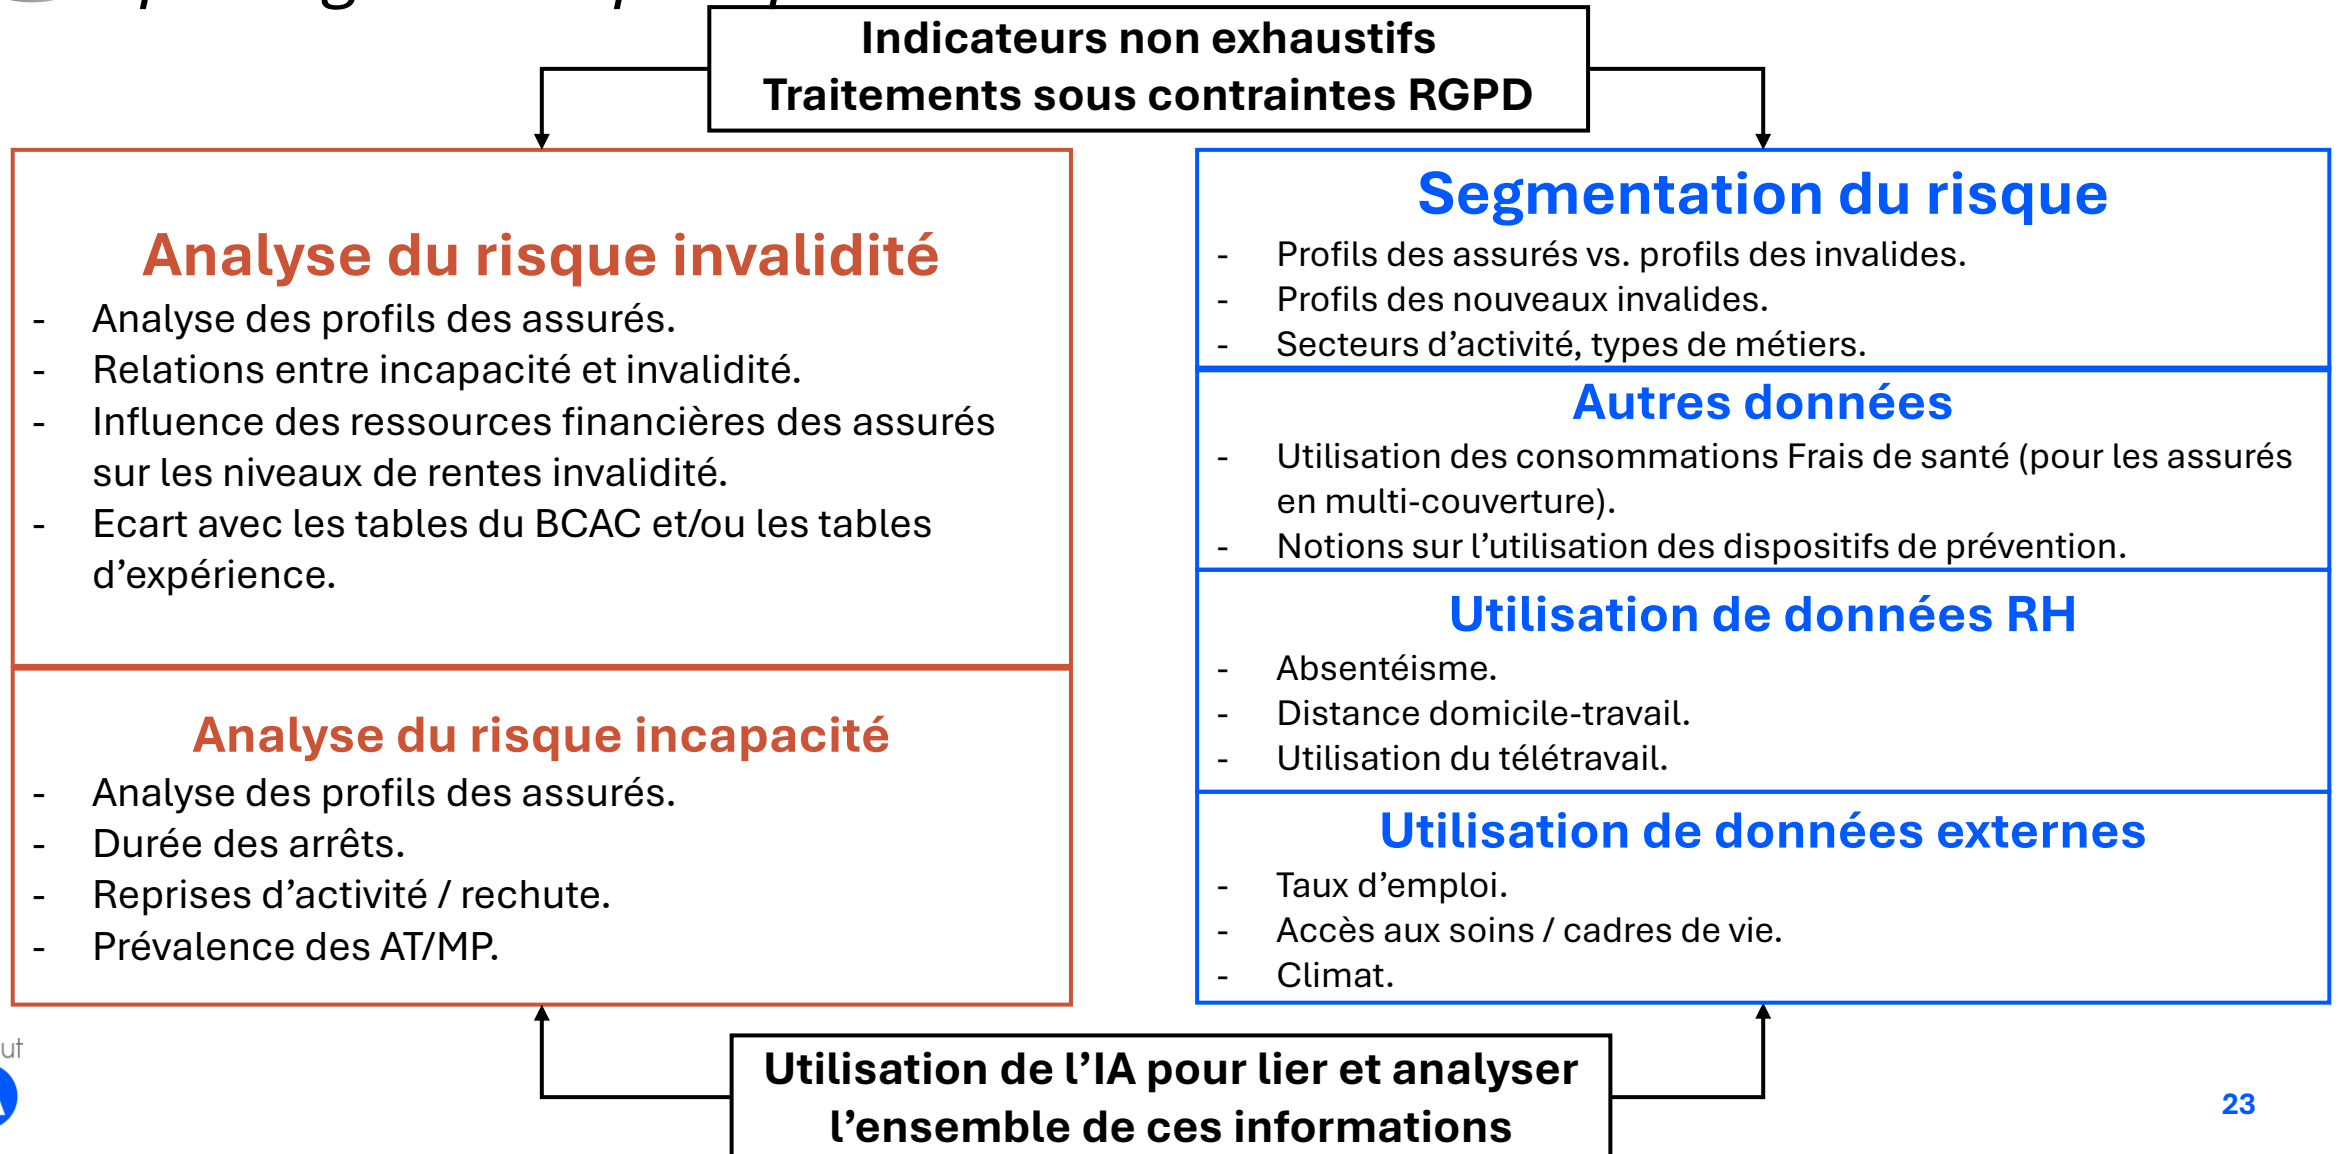 Indicateurs non exhaustifs
Traitements sous contraintes RGPD
Analyse du risque invalidité
- Analyse des profils des assurés.
- Relations entre incapacité et invalidité.
- Influence des ressources financières des assurés
sur les niveaux de rentes invalidité.
- Ecart avec les tables du BCAC et/ou les tables
d’expérience.
Analyse du risque incapacité
- Analyse des profils des assurés.
- Durée des arrêts.
- Reprises d’activité / rechute.
- Prévalence des AT/MP.
Segmentation du risque
- Profils des assurés vs. profils des invalides.
- Profils des nouveaux invalides.
- Secteurs d’activité, types de métiers.
Autres données
- Utilisation des consommations Frais de santé (pour les assurés
en multi-couverture).
- Notions sur l’utilisation des dispositifs de prévention.
Utilisation de données RH
- Absentéisme.
- Distance domicile-travail.
- Utilisation du télétravail.
Utilisation de données externes
- Taux d’emploi.
- Accès aux soins / cadres de vie.
- Climat.
Utilisation de l’IA pour lier et analyser
l’ensemble de ces informations
ut
A
23